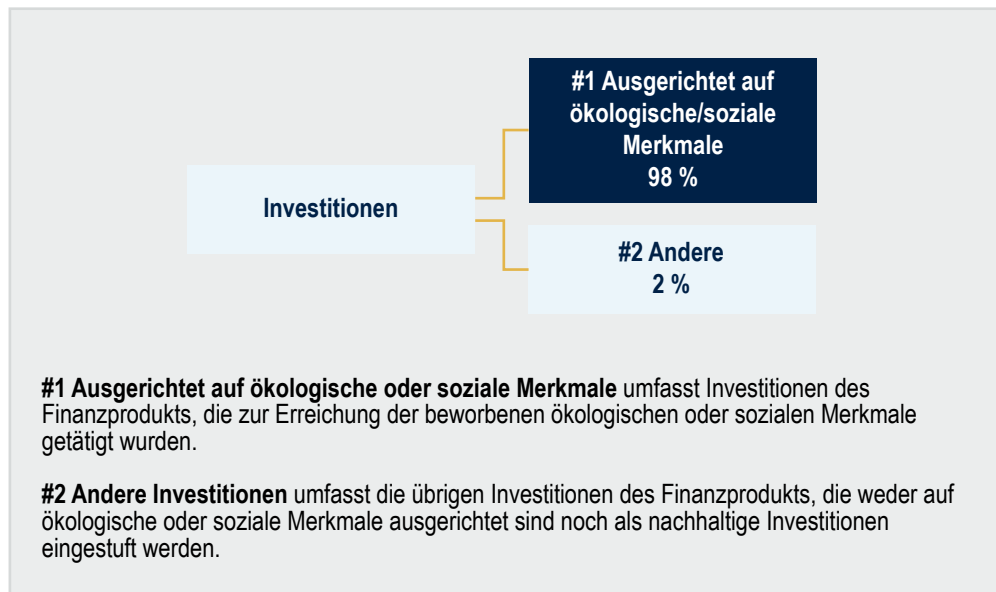 #1 Ausgerichtet auf
ökologische/soziale
Merkmale
98 %
Investitionen
#2 Andere
2 %
#1 Ausgerichtet auf ökologische oder soziale Merkmale umfasst Investitionen des
Finanzprodukts, die zur Erreichung der beworbenen ökologischen oder sozialen Merkmale
getätigt wurden.
#2 Andere Investitionen umfasst die übrigen Investitionen des Finanzprodukts, die weder auf
ökologische oder soziale Merkmale ausgerichtet sind noch als nachhaltige Investitionen
eingestuft werden.